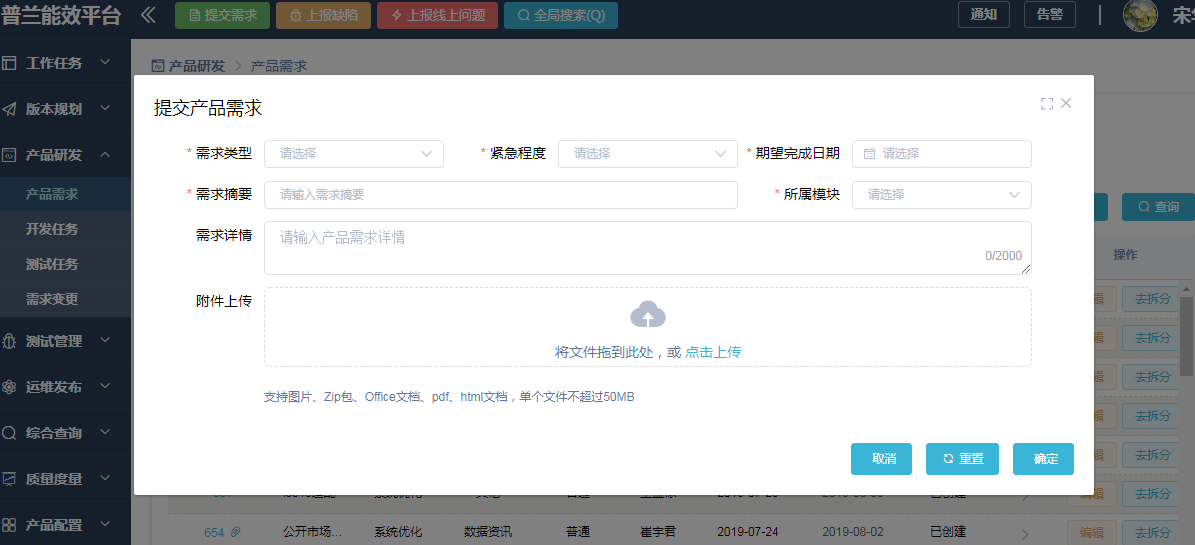 普兰能效平台 提交需求 上报缺陷 上报线上问题 全局搜索(Q) 通知 告警
工作任务
版本规划
产品研发
产品需求
开发任务
测试任务
需求变更
测试管理
运维发布
综合查询
质量度量
产品配置
产品研发 > 产品需求
提交产品需求
* 需求类型 请选择 * 紧急程度 请选择 * 期望完成日期 请选择
* 需求摘要 请输入需求摘要 * 所属模块 请选择
需求详情 请输入产品需求详情
0/2000
附件上传
将文件拖到此处，或 点击上传
支持图片、Zip包、Office文档、pdf、html文档，单个文件不超过50MB
取消 重置 确定
查询
操作
去拆分
去拆分
去拆分
去拆分
去拆分
编辑 去拆分
654 公开市场... 系统优化 数据资讯 普通 崔宇君 2019-07-24 2019-08-02 已创建 编辑 去拆分